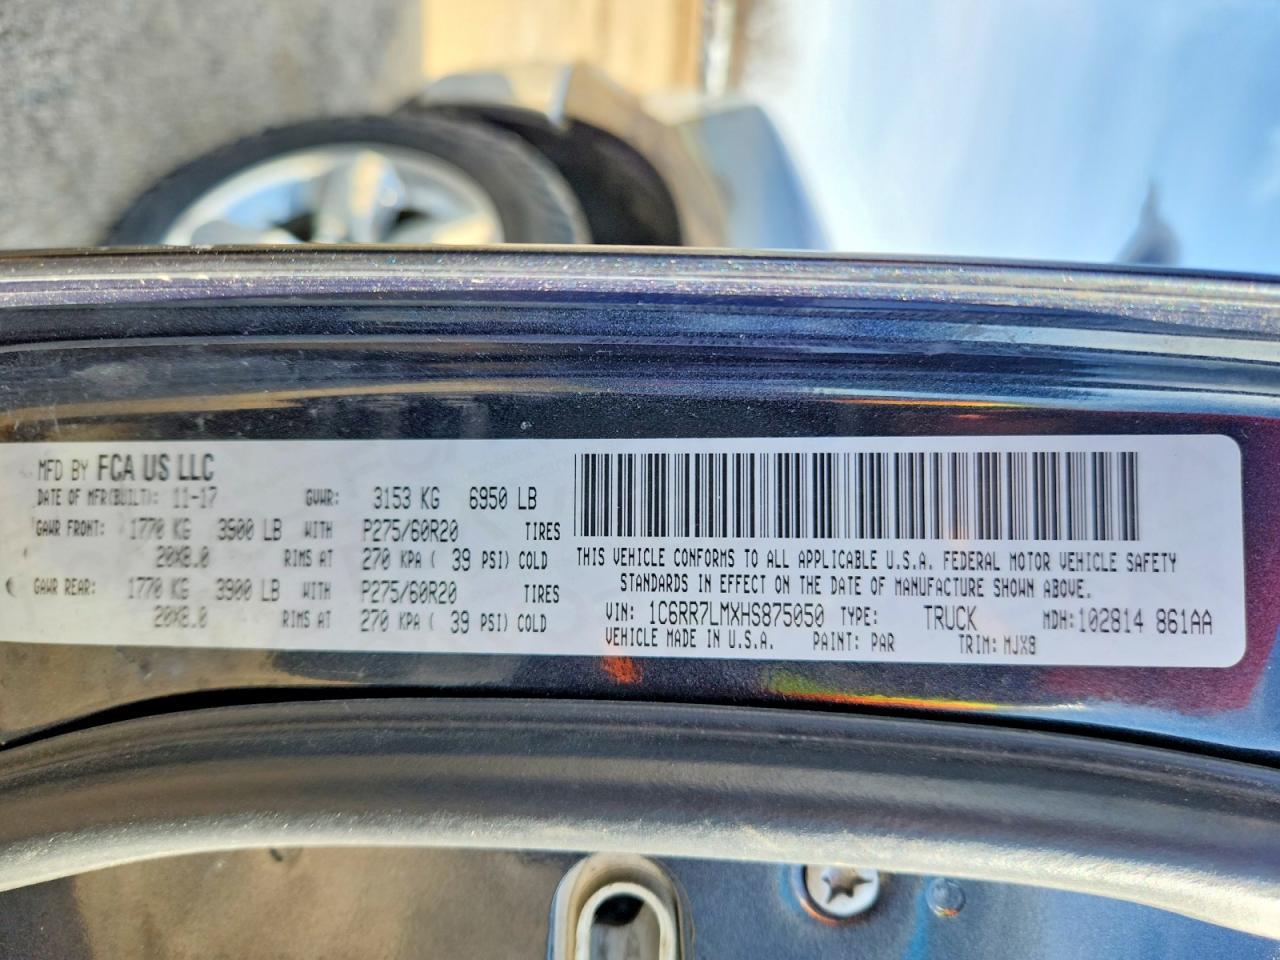 MFD BY FCA US LLC
DATE OF MFR(BUILT): 11-17 GVWR: 3153 KG 6950 LB
GAWR FRONT: 1770 KG 3900 LB WITH P275/60R20 TIRES
20X8.0 RIMS AT 270 KPA ( 39 PSI) COLD
GAWR REAR: 1770 KG 3900 LB WITH P275/60R20 TIRES
20X8.0 RIMS AT 270 KPA ( 39 PSI) COLD
THIS VEHICLE CONFORMS TO ALL APPLICABLE U.S.A. FEDERAL MOTOR VEHICLE SAFETY
STANDARDS IN EFFECT ON THE DATE OF MANUFACTURE SHOWN ABOVE.
VIN: 1C6RR7LMXHS875050 TYPE: TRUCK MDH:102814 861AA
VEHICLE MADE IN U.S.A. PAINT: PAR TRIM: MJX8